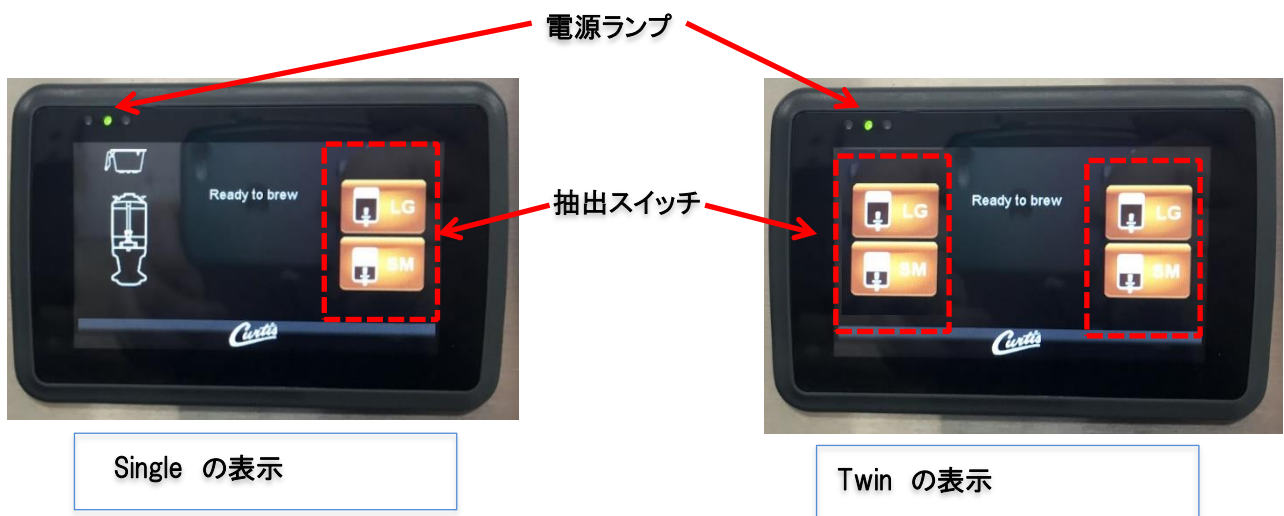 電源ランプ
Ready to brew
LG
SM
Curtis
抽出スイッチ
LG
SM
Ready to brew
LG
SM
Curtis
Single の表示
Twin の表示